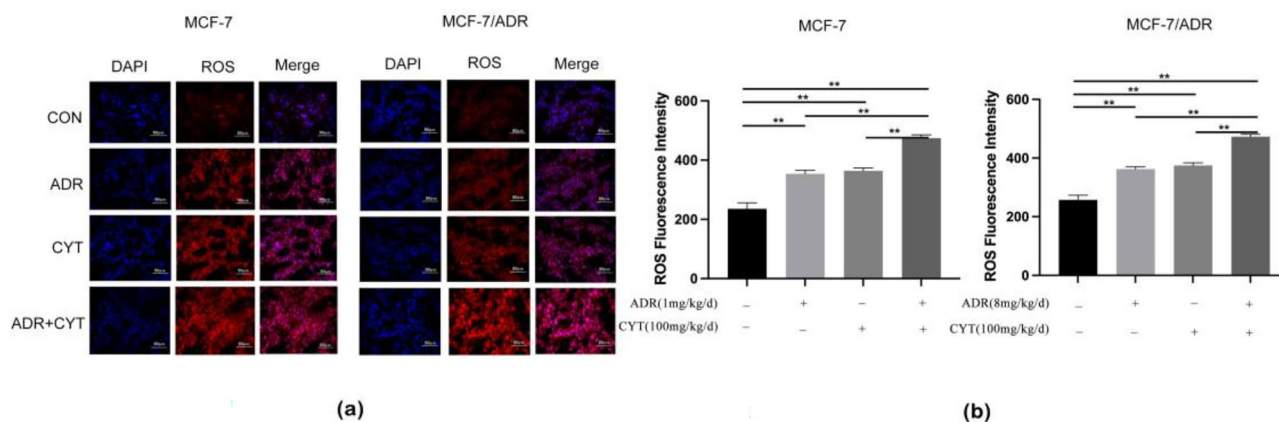 MCF-7
MCF-7/ADR
DAPI
ROS
Merge
DAPI
ROS
Merge
CON
ADR
CYT
ADR+CYT
(a)
MCF-7
ROS Fluorescence Intensity
600
400
200
0
**
**
**
**
**
ADR(1mg/kg/d)
– + – +
CYT(100mg/kg/d)
– – + +
MCF-7/ADR
ROS Fluorescence Intensity
600
400
200
0
**
**
**
**
**
ADR(8mg/kg/d)
– + – +
CYT(100mg/kg/d)
– – + +
(b)